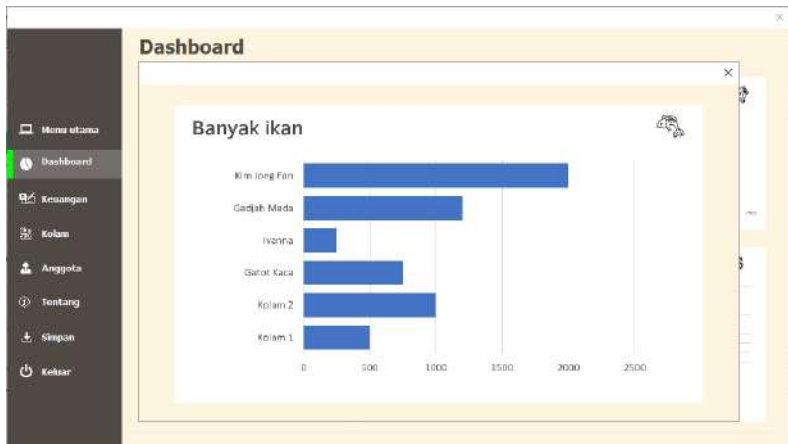 Dashboard
Menu utama
Dashboard
Keuangan
Kolam
Anggota
Tentang
Simpan
Keluar
Banyak ikan
Kim Jong Fan
Gadjah Mada
Ivanna
Gatot Kaca
Kolam 2
Kolam 1
0 500 1000 1500 2000 2500